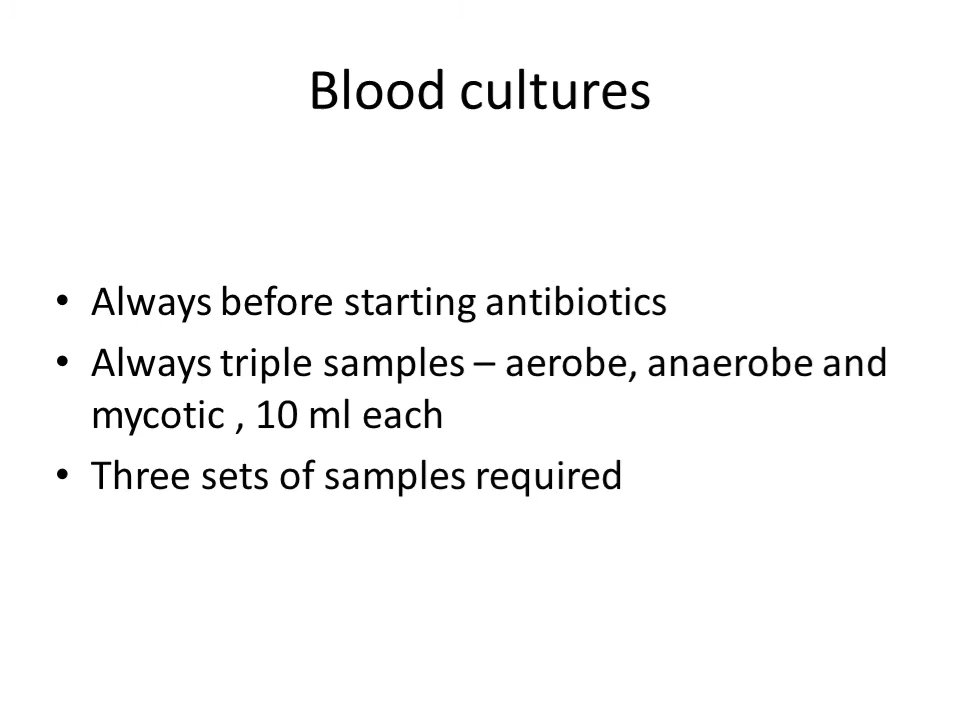 Blood cultures
• Always before starting antibiotics
• Always triple samples – aerobe, anaerobe and
mycotic , 10 ml each
• Three sets of samples required